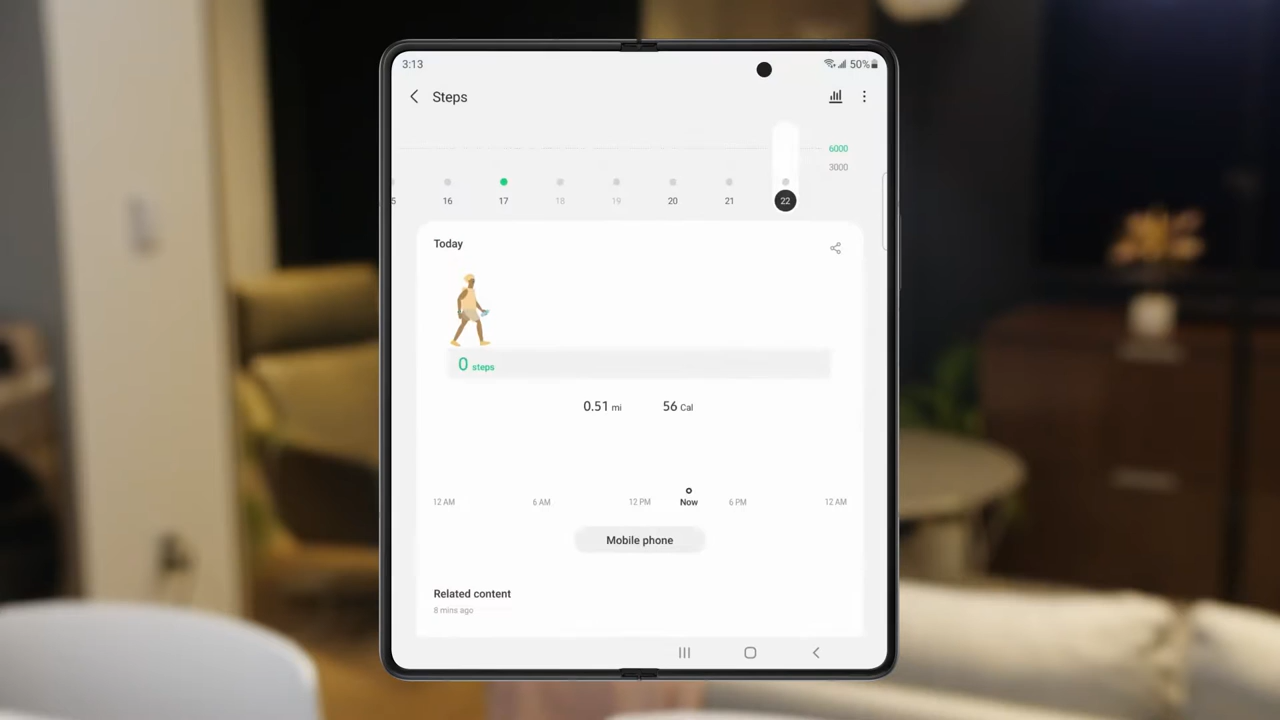 3:13 50%
Steps
6000
3000
5 16 17 18 19 20 21 22
Today
0 steps
0.51 mi 56 Cal
12 AM 6 AM 12 PM Now 6 PM 12 AM
Mobile phone
Related content
8 mins ago